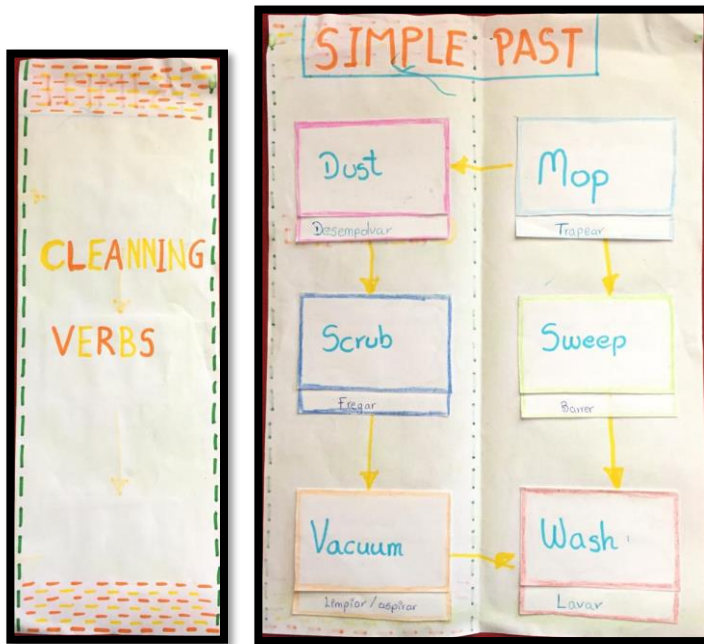 CLEANNING
VERBS
SIMPLE PAST
Dust
Desempolvar
Mop
Trapear
Scrub
Fregar
Sweep
Barrer
Vacuum
Limpiar / aspirar
Wash
Lavar